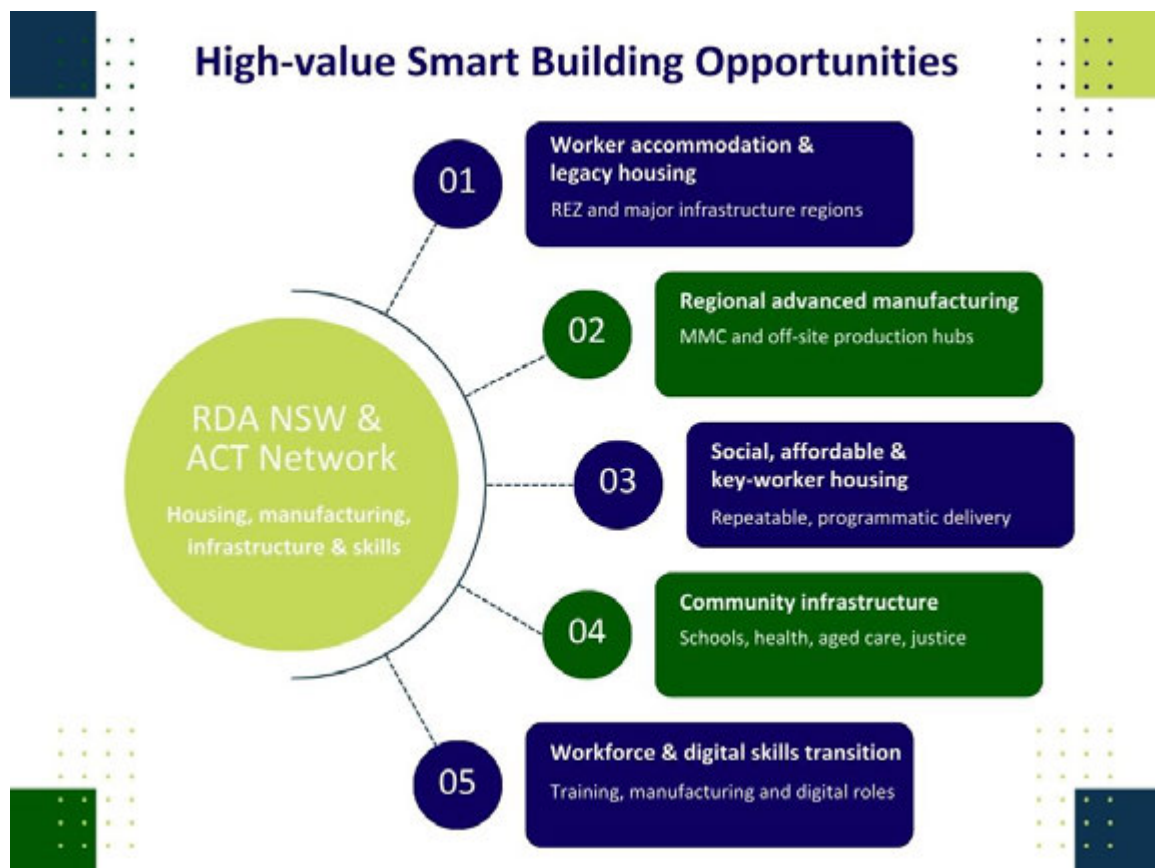 High-value Smart Building Opportunities
01
Worker accommodation &
legacy housing
REZ and major infrastructure regions
02
Regional advanced manufacturing
MMC and off-site production hubs
RDA NSW &
ACT Network
Housing, manufacturing,
infrastructure & skills
03
Social, affordable &
key-worker housing
Repeatable, programmatic delivery
04
Community infrastructure
Schools, health, aged care, justice
05
Workforce & digital skills transition
Training, manufacturing and digital roles